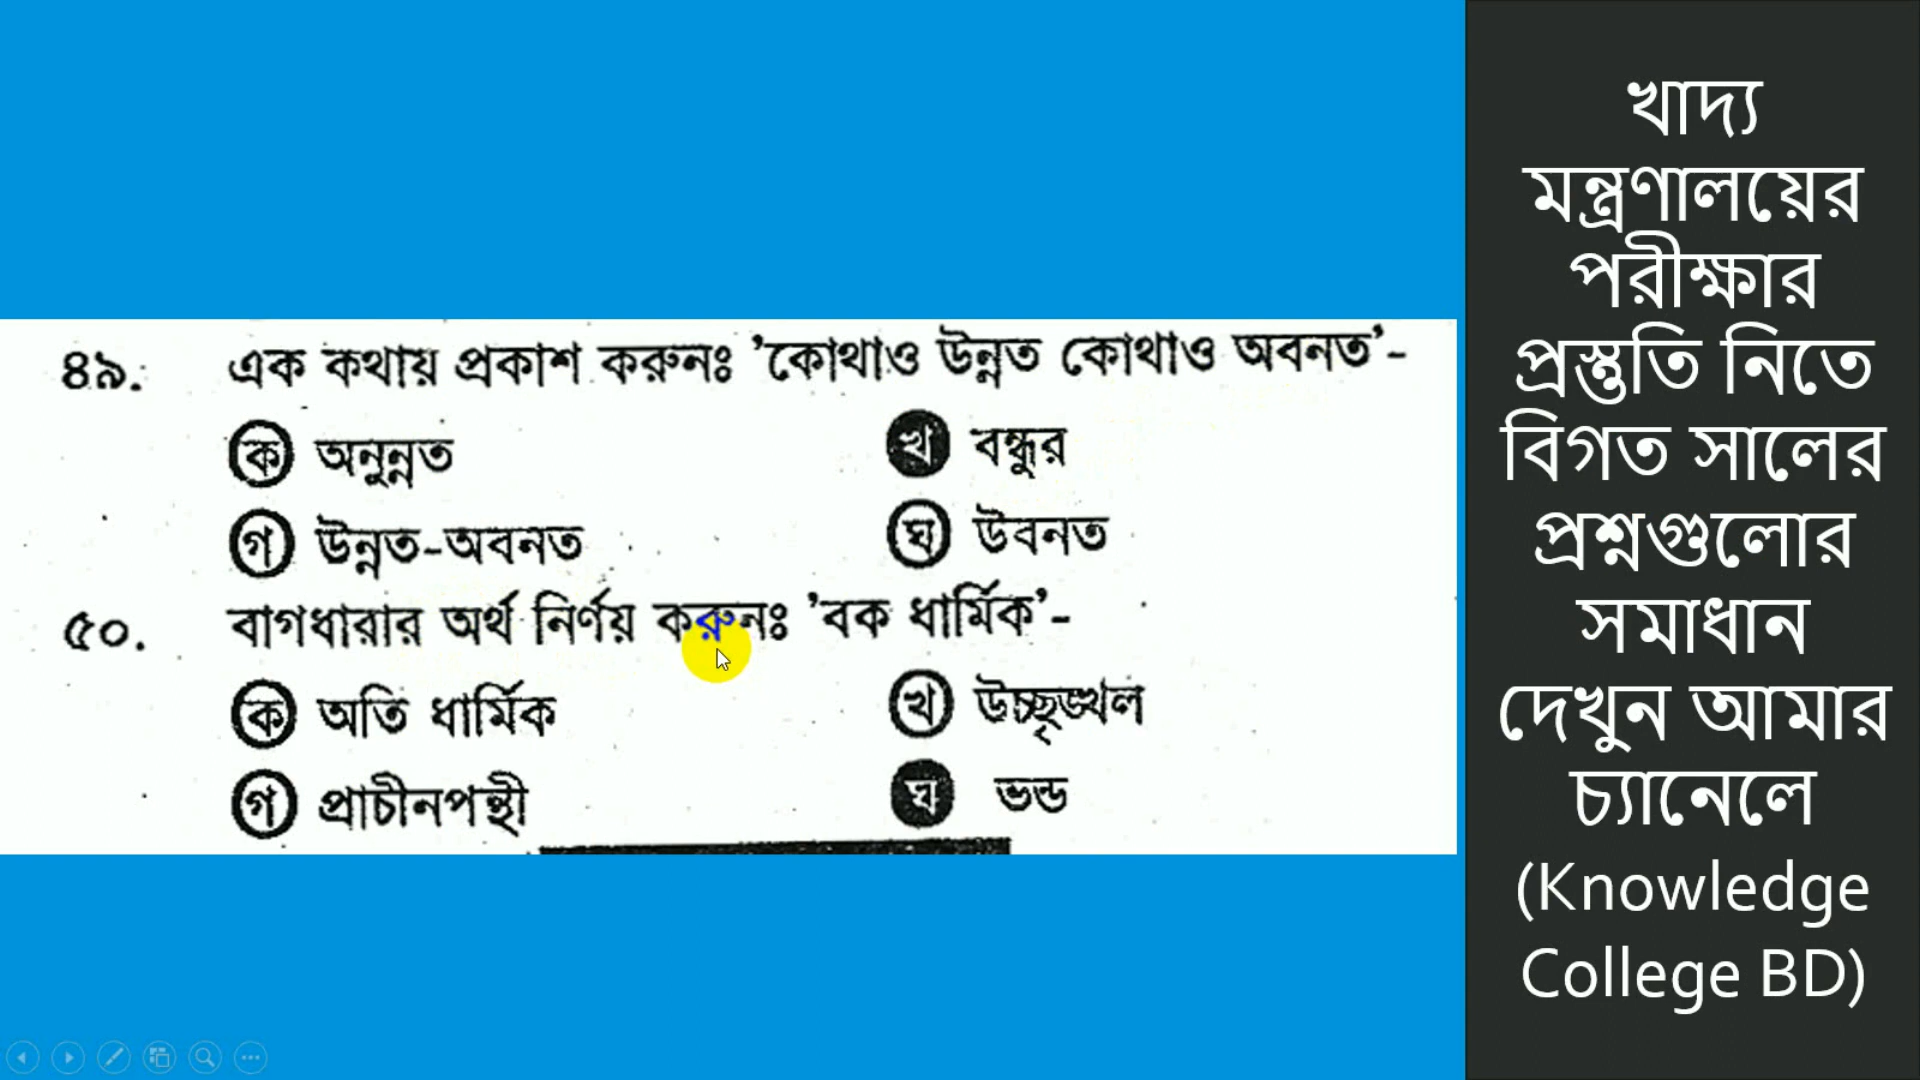 ৪৯. এক কথায় প্রকাশ করুনঃ ’কোথাও উন্নত কোথাও অবনত’-
ক অনুন্নত খ বন্ধুর
গ উন্নত-অবনত ঘ উবনত
৫০. বাগধারার অর্থ নির্ণয় করুনঃ ’বক ধার্মিক’-
ক অতি ধার্মিক খ উচ্ছৃঙ্খল
গ প্রাচীনপন্থী ঘ ভন্ড
খাদ্য
মন্ত্রণালয়ের
পরীক্ষার
প্রস্তুতি নিতে
বিগত সালের
প্রশ্নগুলোর
সমাধান
দেখুন আমার
চ্যানেলে
(Knowledge
College BD)